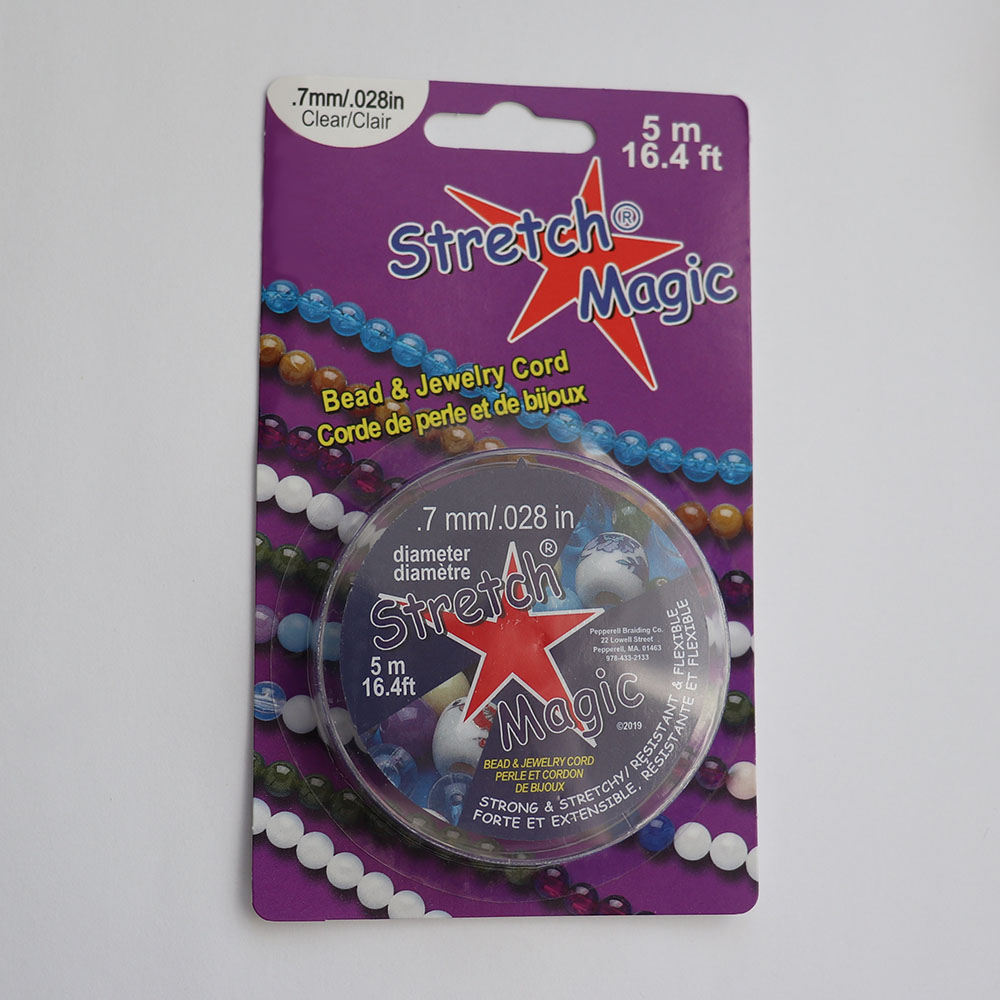 .7mm/.028in
Clear/Clair
5 m
16.4 ft
Stretch®
Magic
Bead & Jewelry Cord
Corde de perle et de bijoux
.7 mm/.028 in
diameter
diamètre
Stretch®
5 m
16.4ft
Pepperell Braiding Co.
22 Lowell Street
Pepperell, MA. 01463
978-433-2133
Magic
©2019
BEAD & JEWELRY CORD
PERLE ET CORDON
DE BIJOUX
STRONG & STRETCHY/ RESISTANT & FLEXIBLE
FORTE ET EXTENSIBLE, RESISTANTE ET FLEXIBLE